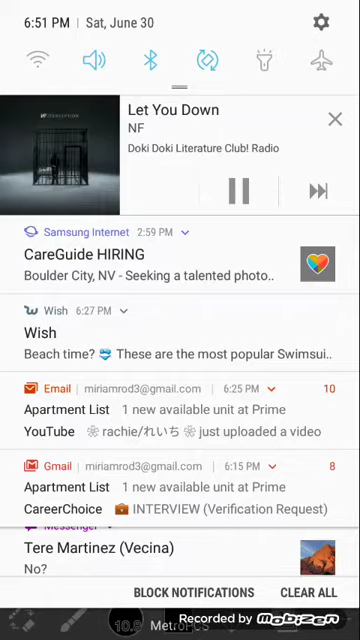 6:51 PM | Sat, June 30
Let You Down
NF
Doki Doki Literature Club! Radio
Samsung Internet 2:59 PM
CareGuide HIRING
Boulder City, NV - Seeking a talented photo..
Wish 6:27 PM
Wish
Beach time? 👙 These are the most popular Swimsui..
Email miriamrod3@gmail.com 6:25 PM 10
Apartment List 1 new available unit at Prime
YouTube ꕥ rachie/れいち ꕥ just uploaded a video
Gmail miriamrod3@gmail.com 6:15 PM 8
Apartment List 1 new available unit at Prime
CareerChoice 💼 INTERVIEW (Verification Request)
Messenger
Tere Martinez (Vecina)
No?
BLOCK NOTIFICATIONS CLEAR ALL
MetroPCS
Recorded by Mobizen